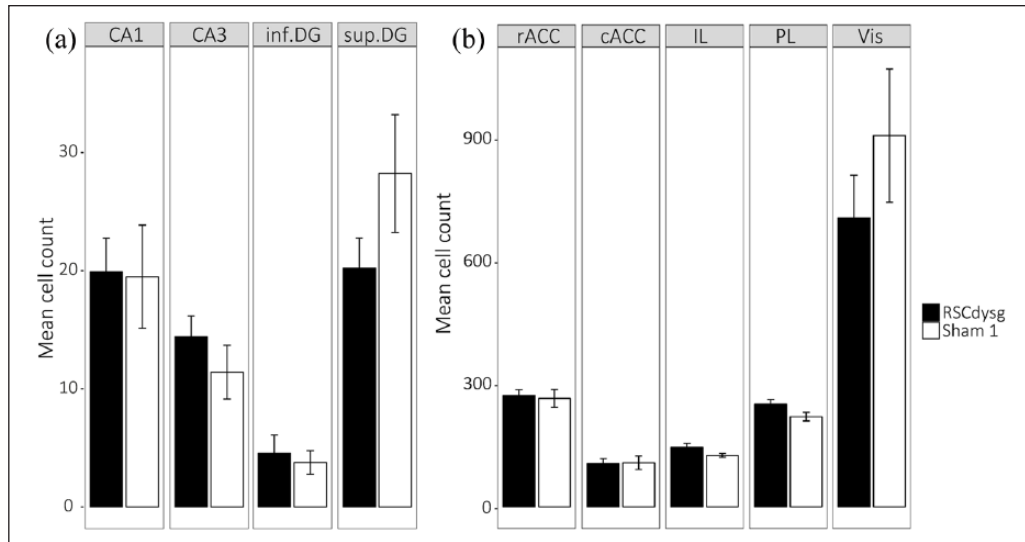 (a) CA1 CA3 inf.DG sup.DG
30
20
10
0
Mean cell count
(b) rACC cACC IL PL Vis
900
600
300
0
Mean cell count
RSCdysg
Sham 1